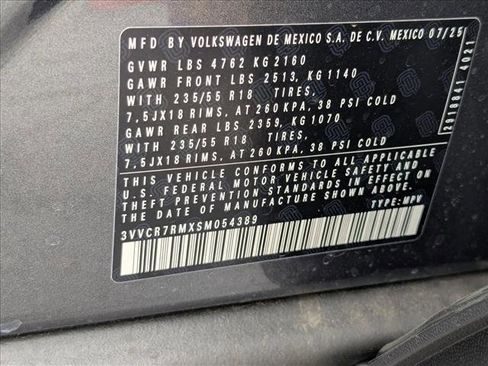 MFD BY VOLKSWAGEN DE MEXICO S.A. DE C.V. MEXICO 07/25
GVWR LBS 4762 KG 2160
GAWR FRONT LBS 2513, KG 1140
WITH 235/55 R18 TIRES,
7.5JX18 RIMS, AT 260 KPA, 38 PSI COLD
GAWR REAR LBS 2359, KG 1070
WITH 235/55 R18 TIRES,
7.5JX18 RIMS, AT 260 KPA, 38 PSI COLD
THIS VEHICLE CONFORMS TO ALL APPLICABLE
U.S. FEDERAL MOTOR VEHICLE SAFETY AND
THEFT PREVENTION STANDARDS IN EFFECT ON
THE DATE OF MANUFACTURE SHOWN ABOVE.
3VVCR7RMXSM054389 TYPE: MPV